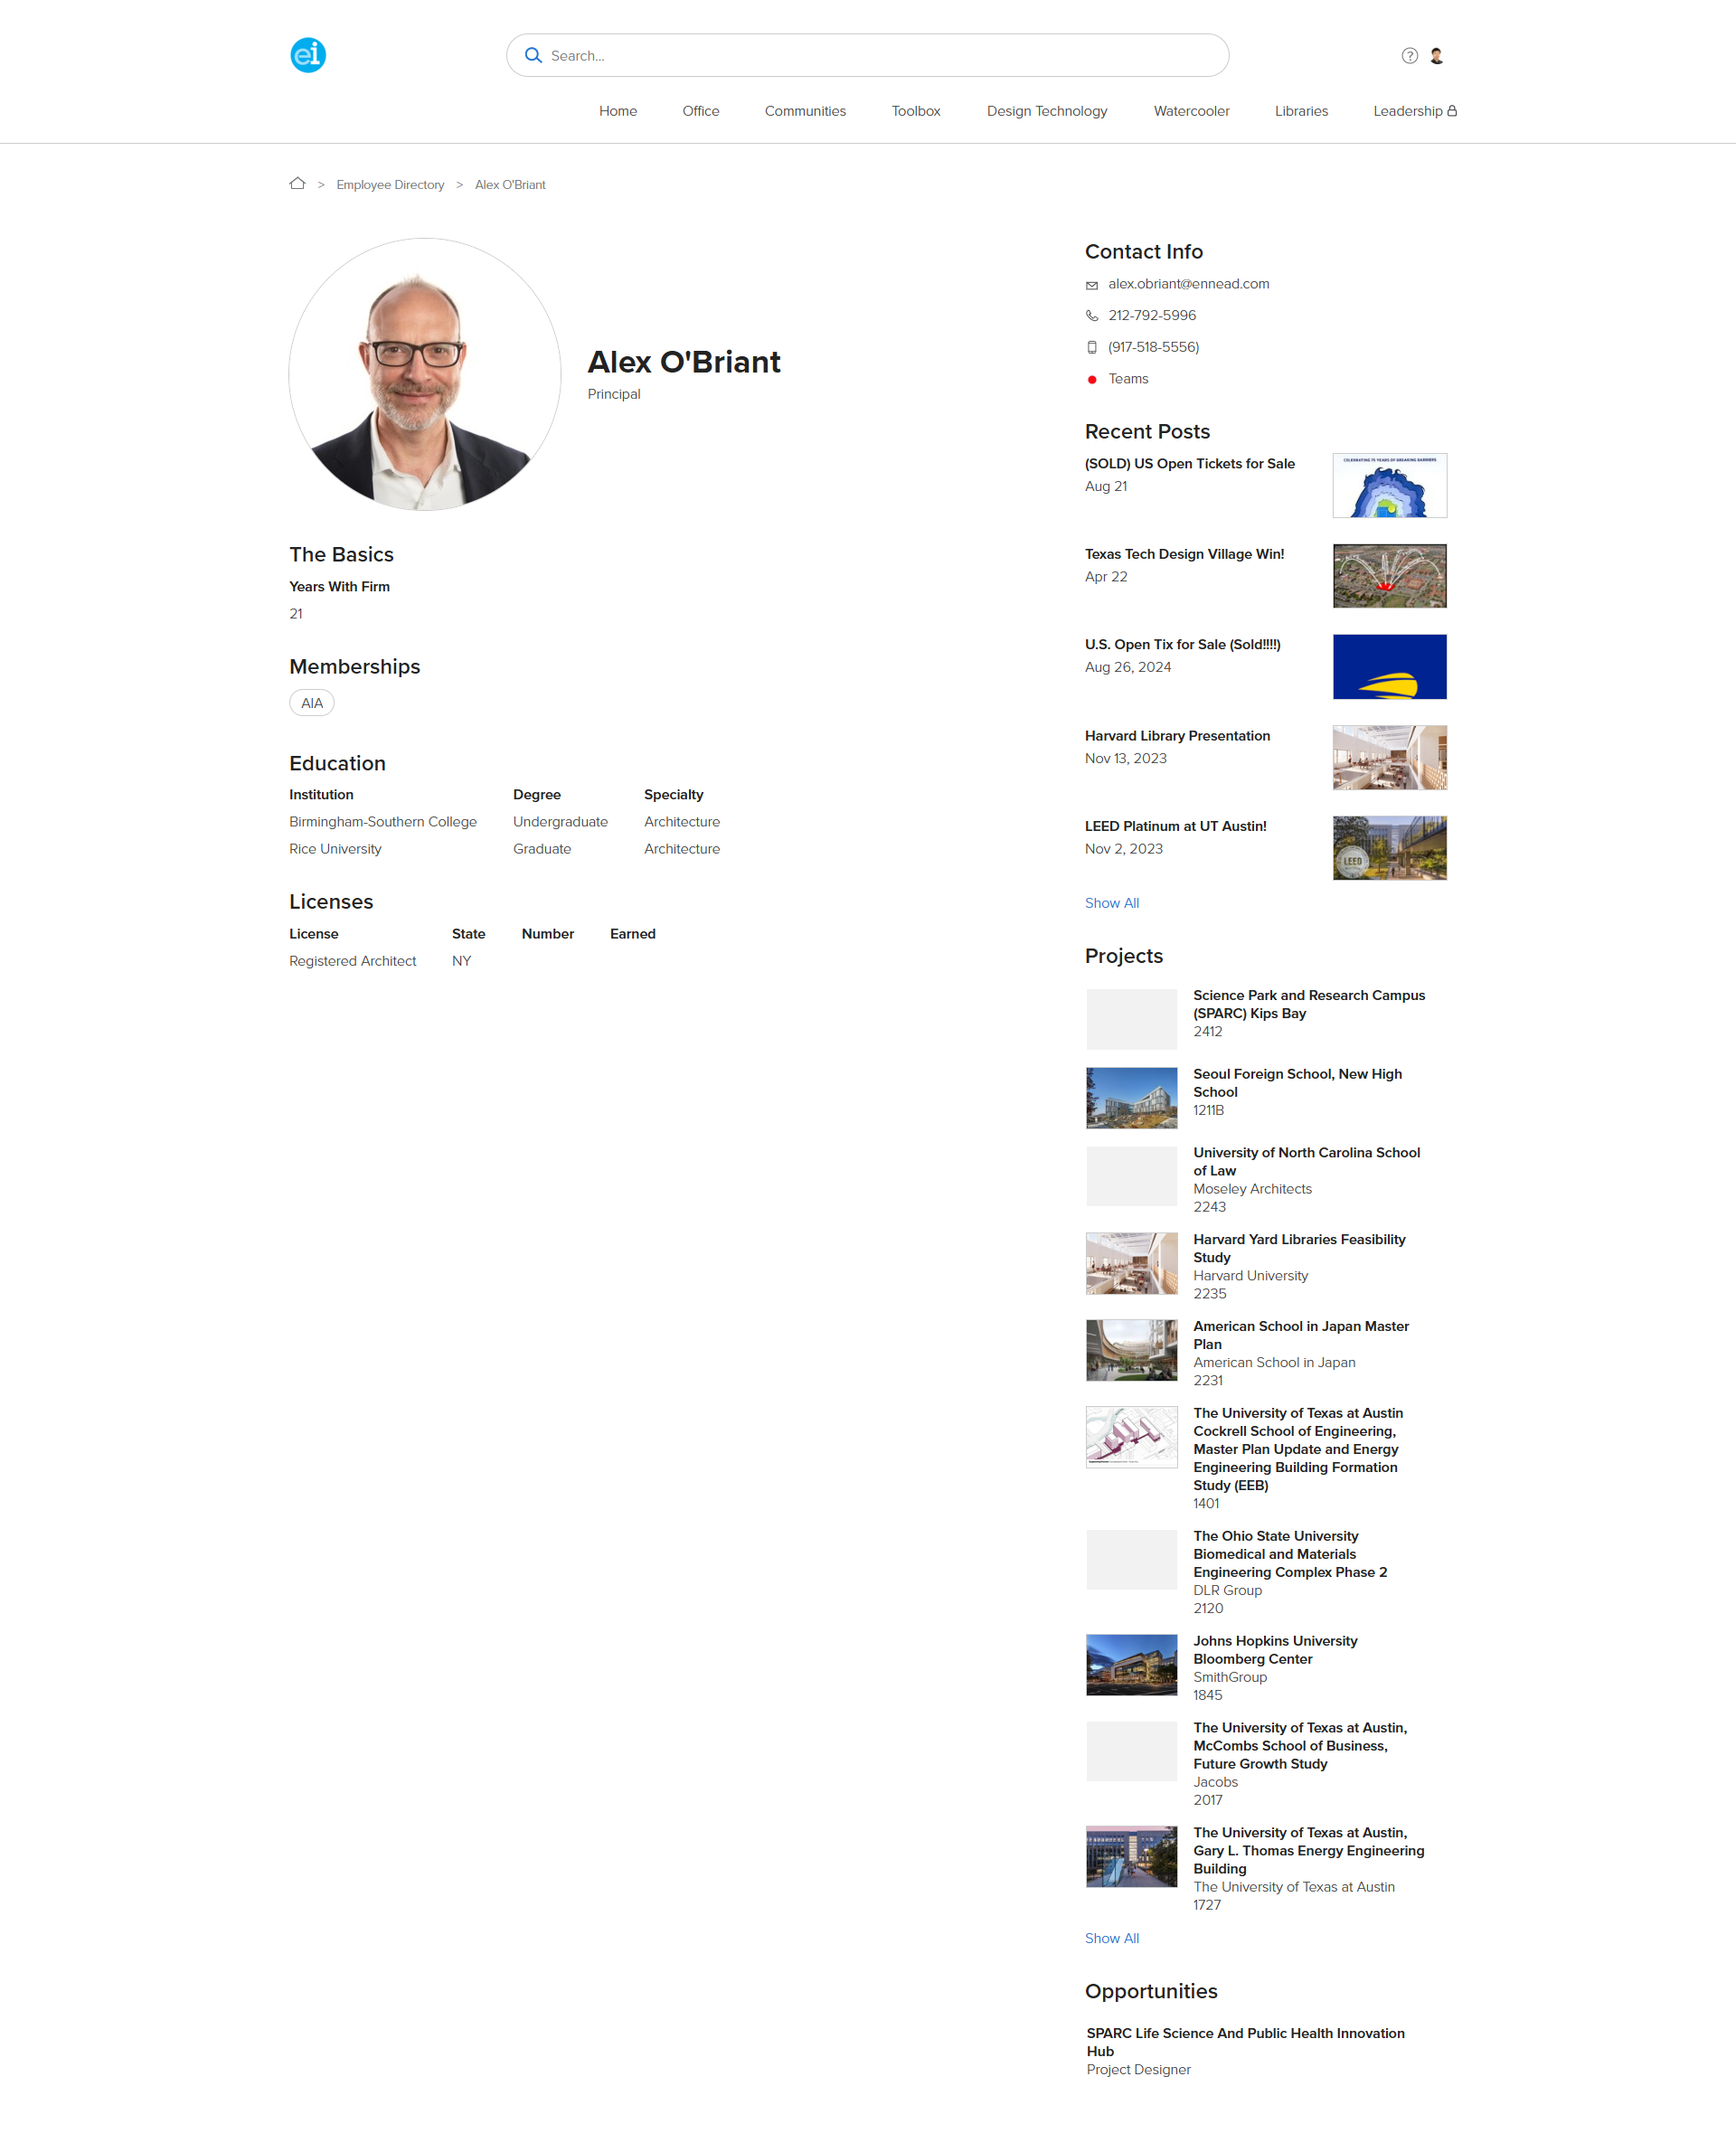 ei
Search...
Home Office Communities Toolbox Design Technology Watercooler Libraries Leadership
> Employee Directory > Alex O'Briant
Alex O'Briant
Principal
The Basics
Years With Firm
21
Memberships
AIA
Education
Institution Degree Specialty
Birmingham-Southern College Undergraduate Architecture
Rice University Graduate Architecture
Licenses
License State Number Earned
Registered Architect NY
Contact Info
alex.obriant@ennead.com
212-792-5996
(917-518-5556)
Teams
Recent Posts
(SOLD) US Open Tickets for Sale
Aug 21
CELEBRATING 75 YEARS OF BREAKING BARRIERS
Texas Tech Design Village Win!
Apr 22
U.S. Open Tix for Sale (Sold!!!!)
Aug 26, 2024
Harvard Library Presentation
Nov 13, 2023
LEED Platinum at UT Austin!
Nov 2, 2023
LEED
Show All
Projects
Science Park and Research Campus
(SPARC) Kips Bay
2412
Seoul Foreign School, New High
School
1211B
University of North Carolina School
of Law
Moseley Architects
2243
Harvard Yard Libraries Feasibility
Study
Harvard University
2235
American School in Japan Master
Plan
American School in Japan
2231
The University of Texas at Austin
Cockrell School of Engineering,
Master Plan Update and Energy
Engineering Building Formation
Study (EEB)
1401
The Ohio State University
Biomedical and Materials
Engineering Complex Phase 2
DLR Group
2120
Johns Hopkins University
Bloomberg Center
SmithGroup
1845
The University of Texas at Austin,
McCombs School of Business,
Future Growth Study
Jacobs
2017
The University of Texas at Austin,
Gary L. Thomas Energy Engineering
Building
The University of Texas at Austin
1727
Show All
Opportunities
SPARC Life Science And Public Health Innovation
Hub
Project Designer